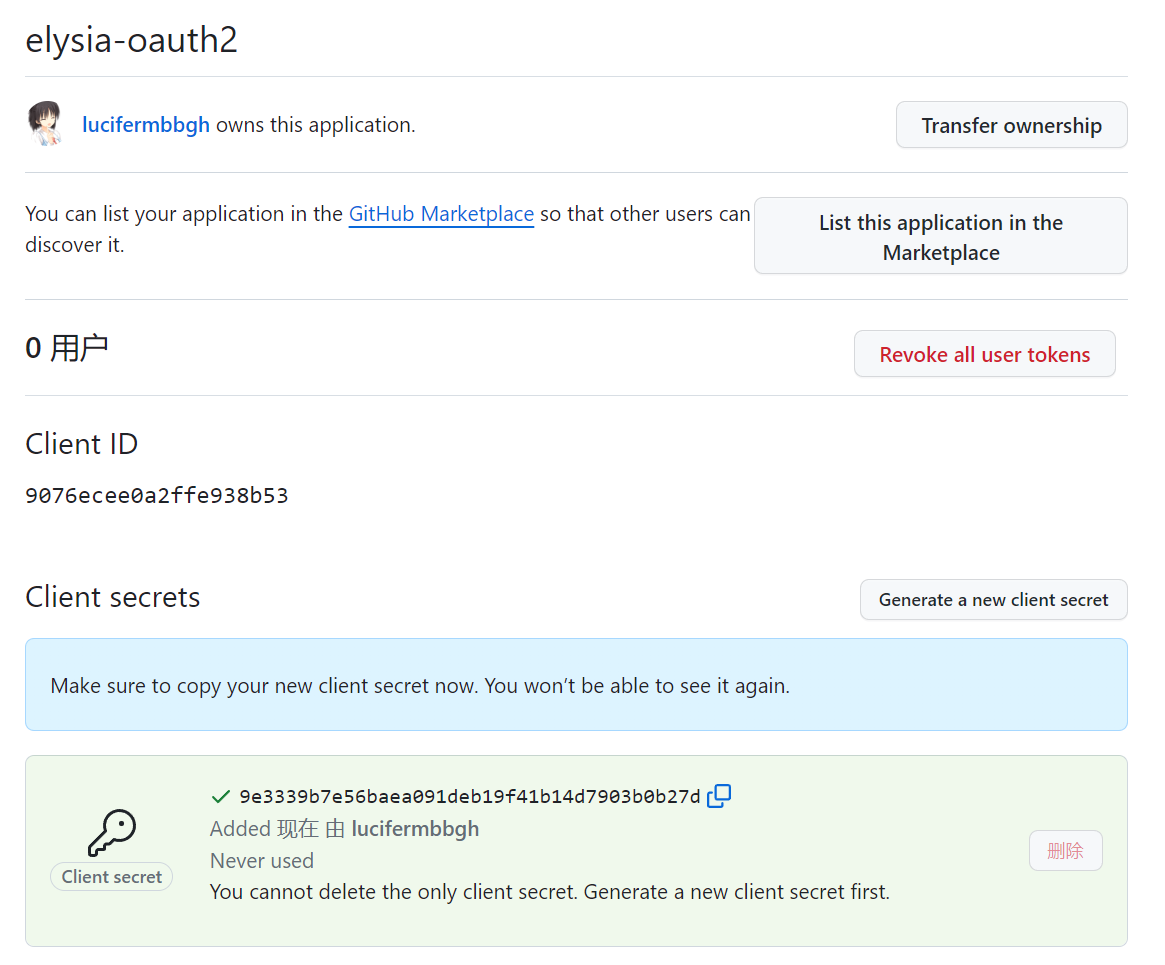 elysia-oauth2
lucifermbbgh owns this application.
Transfer ownership
You can list your application in the GitHub Marketplace so that other users can
discover it.
List this application in the
Marketplace
0 用户
Revoke all user tokens
Client ID
9076ecee0a2ffe938b53
Client secrets
Generate a new client secret
Make sure to copy your new client secret now. You won’t be able to see it again.
9e3339b7e56baea091deb19f41b14d7903b0b27d
Added 现在 由 lucifermbbgh
Never used
You cannot delete the only client secret. Generate a new client secret first.
Client secret
删除